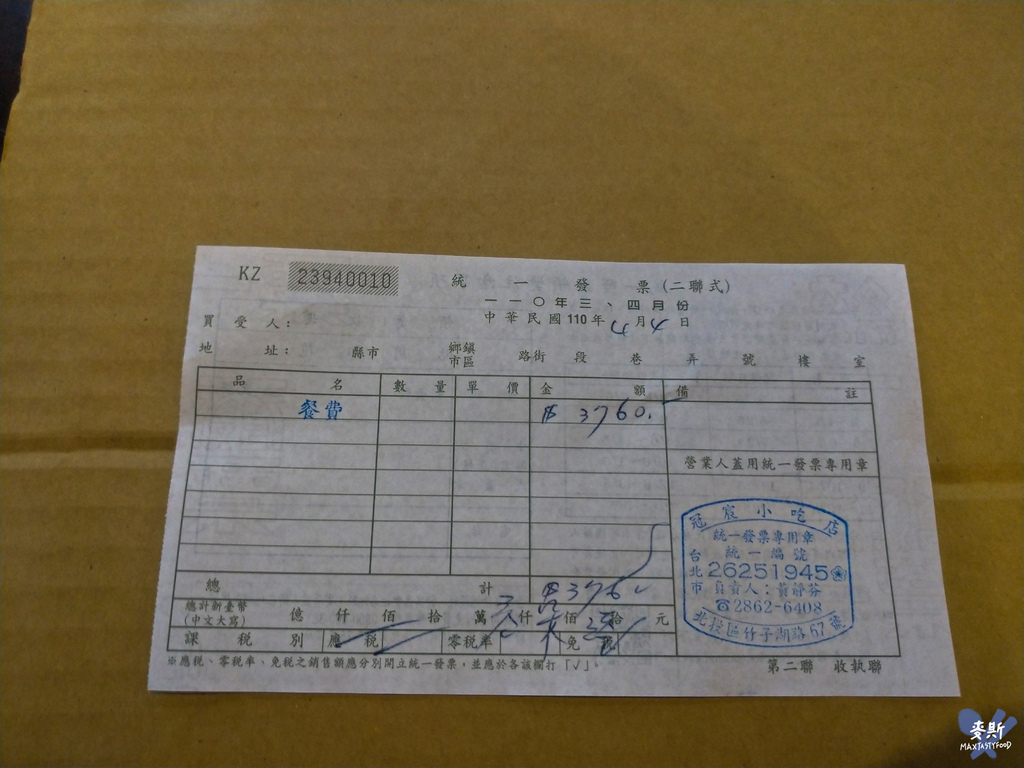 KZ 23940010 統一發票(二聯式)
一一〇年三、四月份
中華民國110年4月4日
買受人:
地址: 縣市 鄉鎮市區 路街 段 巷 弄 號 樓 室
品名 數量 單價 金額 備註
餐費 3760.
營業人蓋用統一發票專用章
冠宸小吃店
統一發票專用章
統一編號
台北市
26251945
負責人:黃靜芬
☎2862-6408
北投區竹子湖路67號
總計 3760
總計新臺幣(中文大寫) 億 仟 佰 拾 萬 仟 佰 拾 元
課稅別 應稅 零稅率 免稅
※應稅、零稅率、免稅之銷售額應分別開立統一發票,並應於各該欄打「√」。
第二聯 收執聯
麥斯
MAXTASTYFOOD